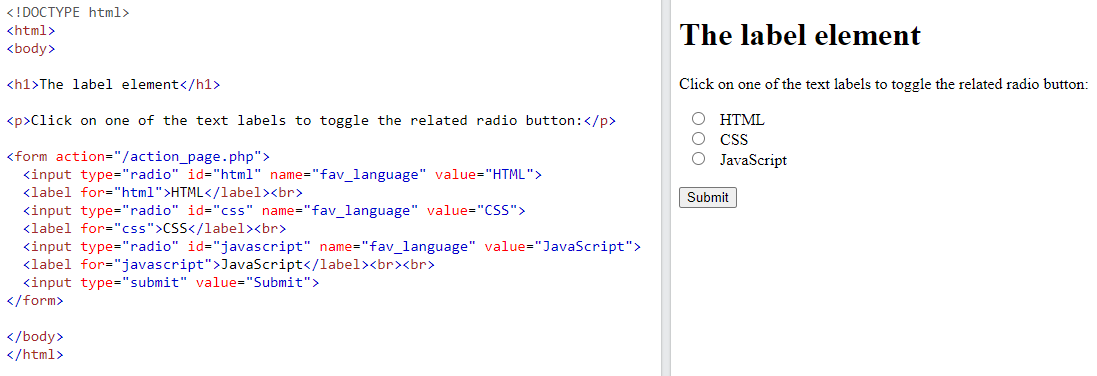 <!DOCTYPE html>
<html>
<body>
<h1>The label element</h1>
<p>Click on one of the text labels to toggle the related radio button:</p>
<form action="/action_page.php">
<input type="radio" id="html" name="fav_language" value="HTML">
<label for="html">HTML</label><br>
<input type="radio" id="css" name="fav_language" value="CSS">
<label for="css">CSS</label><br>
<input type="radio" id="javascript" name="fav_language" value="JavaScript">
<label for="javascript">JavaScript</label><br><br>
<input type="submit" value="Submit">
</form>
</body>
</html>
The label element
Click on one of the text labels to toggle the related radio button:
HTML
CSS
JavaScript
Submit